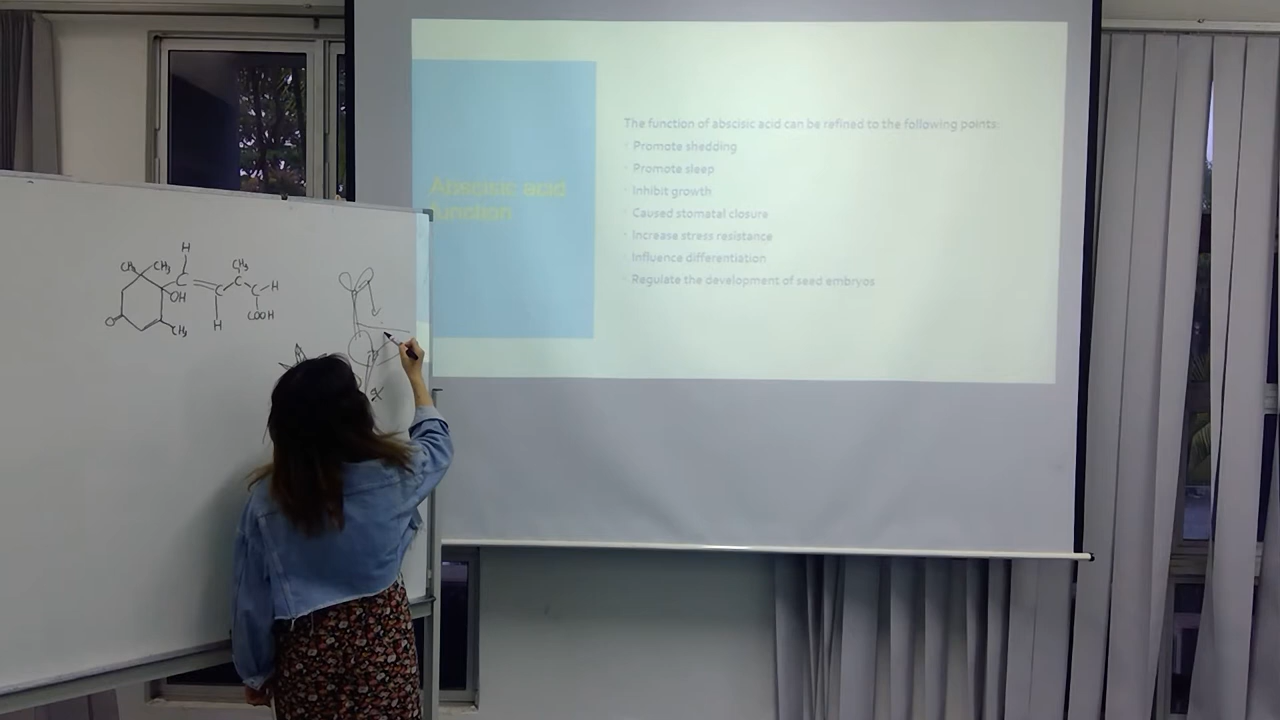 Abscisic acid
function
The function of abscisic acid can be refined to the following points:
Promote shedding
Promote sleep
Inhibit growth
Caused stomatal closure
Increase stress resistance
Influence differentiation
Regulate the development of seed embryos
H
CH3 CH3 C CH3
OH C H
O CH3 H COOH